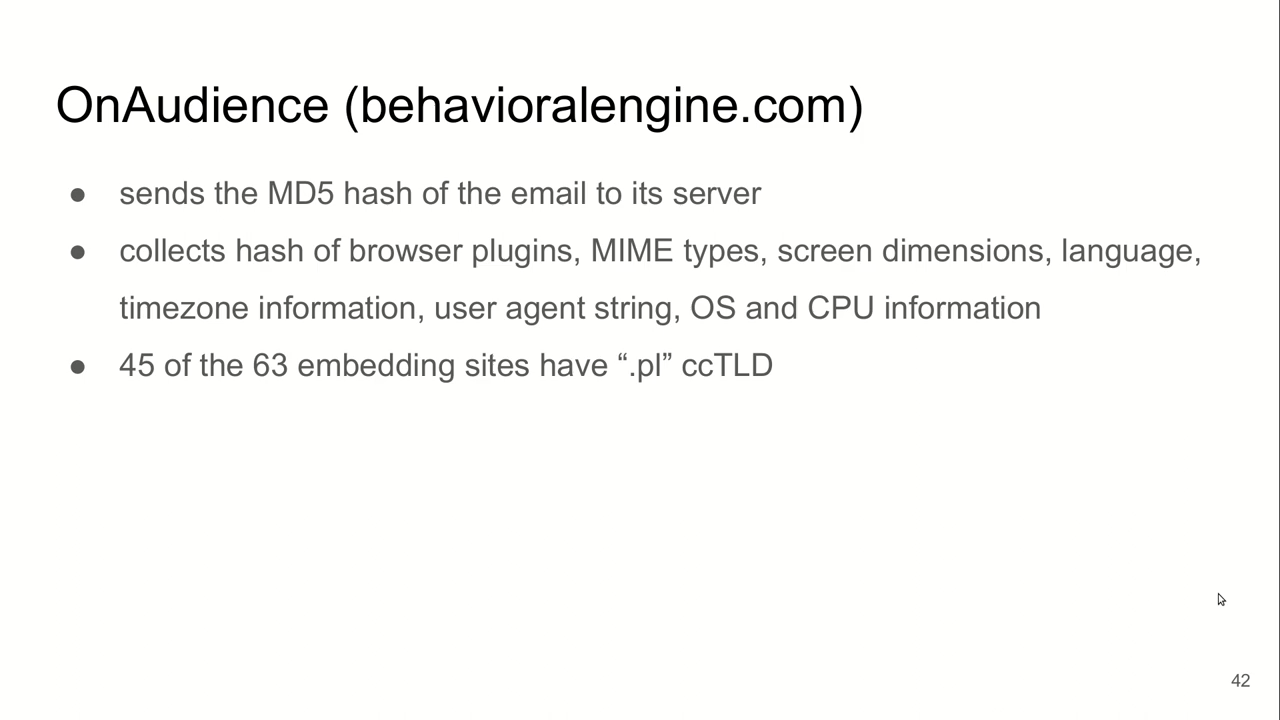 OnAudience (behavioralengine.com)
● sends the MD5 hash of the email to its server
● collects hash of browser plugins, MIME types, screen dimensions, language,
timezone information, user agent string, OS and CPU information
● 45 of the 63 embedding sites have “.pl” ccTLD
42